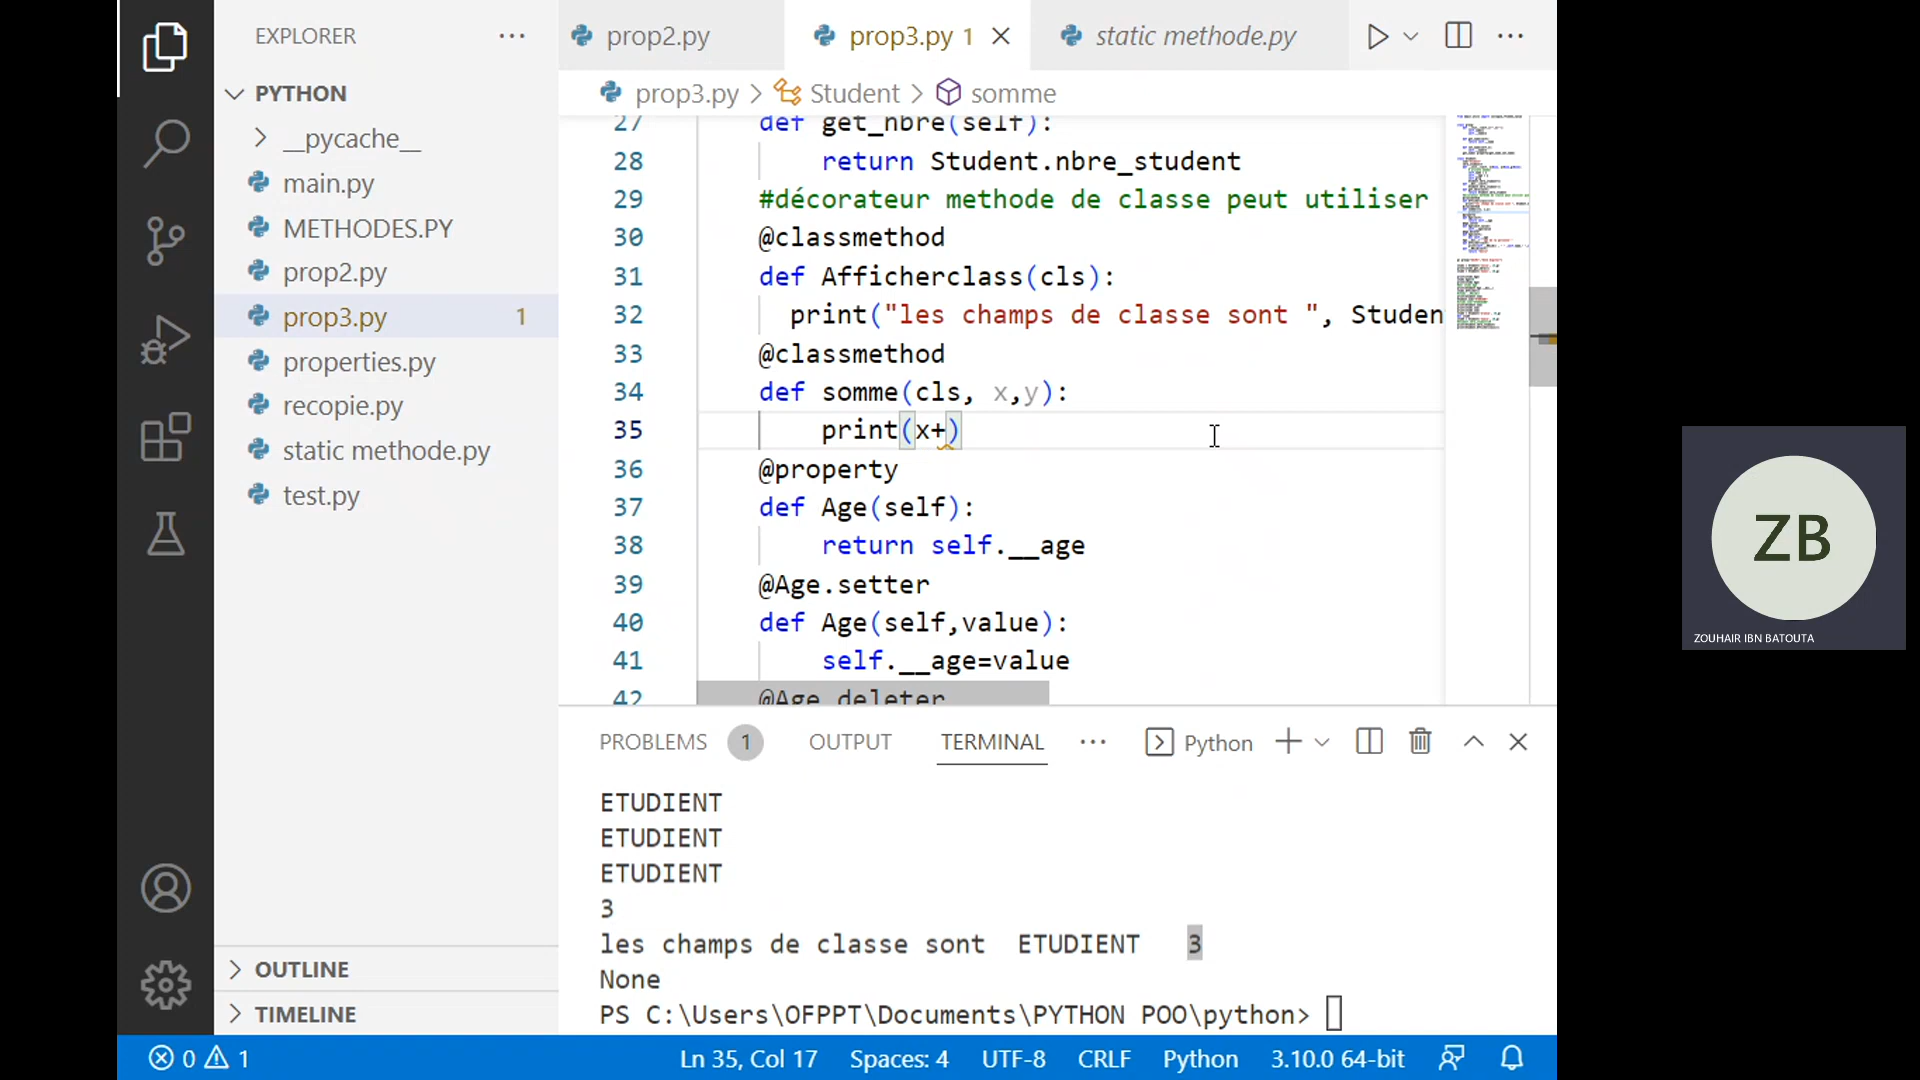 EXPLORER
PYTHON
__pycache__
main.py
METHODES.PY
prop2.py
prop3.py 1
properties.py
recopie.py
static methode.py
test.py
OUTLINE
TIMELINE
prop2.py
prop3.py 1
static methode.py
prop3.py > Student > somme
27 def get_nbre(self):
28 return Student.nbre_student
29 #décorateur methode de classe peut utiliser
30 @classmethod
31 def Afficherclass(cls):
32 print("les champs de classe sont ", Studen
33 @classmethod
34 def somme(cls, x,y):
35 print(x+)
36 @property
37 def Age(self):
38 return self.__age
39 @Age.setter
40 def Age(self,value):
41 self.__age=value
42 @Age.deleter
PROBLEMS 1 OUTPUT TERMINAL Python
ETUDIENT
ETUDIENT
ETUDIENT
3
les champs de classe sont  ETUDIENT   3
None
PS C:\Users\OFPPT\Documents\PYTHON POO\python>
0 1 Ln 35, Col 17 Spaces: 4 UTF-8 CRLF Python 3.10.0 64-bit
ZB
ZOUHAIR IBN BATOUTA